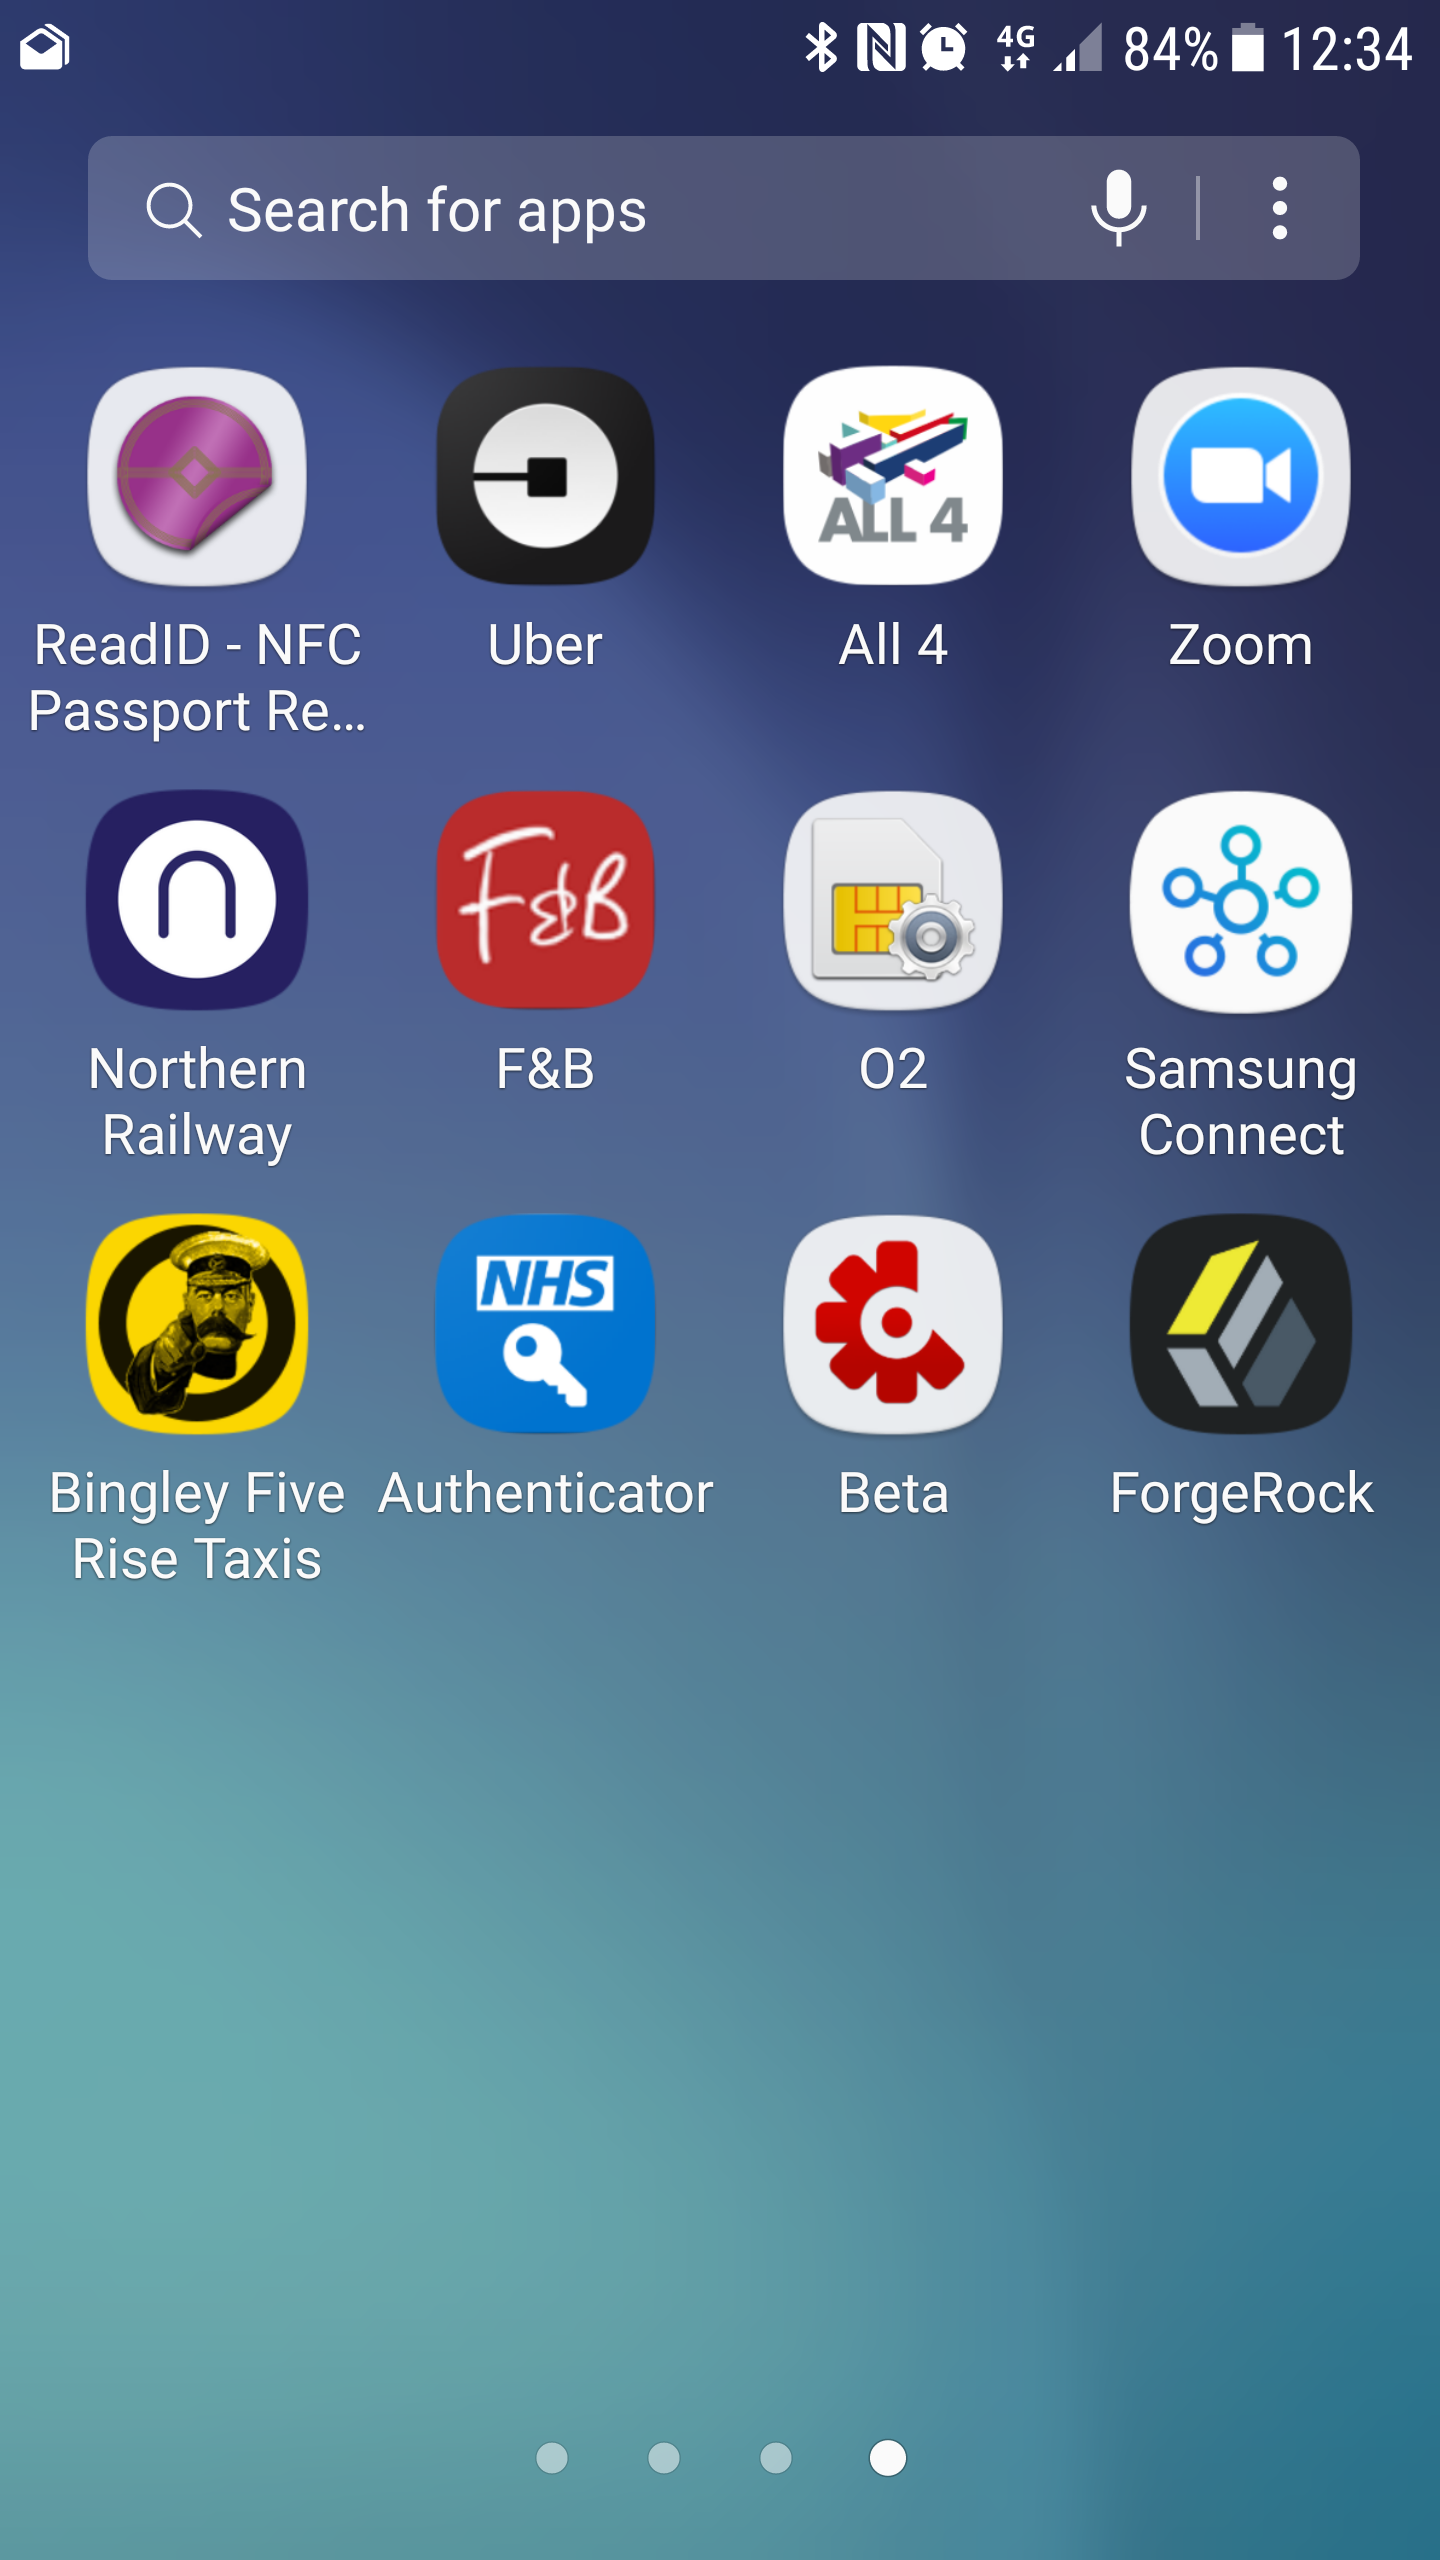 4G 84% 12:34
Search for apps
ALL 4
ReadID - NFC
Passport Re...
Uber
All 4
Zoom
F&B
Northern
Railway
F&B
O2
Samsung
Connect
NHS
Bingley Five
Rise Taxis
Authenticator
Beta
ForgeRock